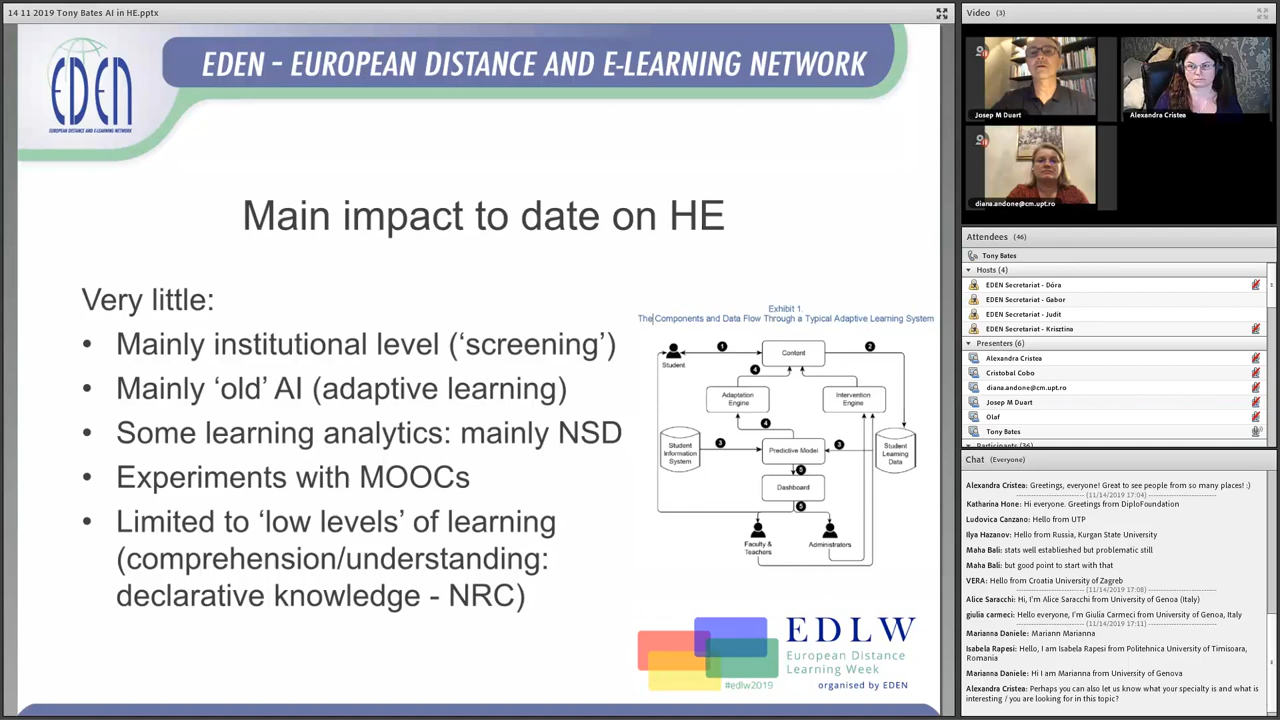 14 11 2019 Tony Bates AI in HE.pptx
EDEN
EUROPEAN DISTANCE AND E-LEARNING NETWORK
EDEN – EUROPEAN DISTANCE AND E-LEARNING NETWORK
Main impact to date on HE
Very little:
• Mainly institutional level (‘screening’)
• Mainly ‘old’ AI (adaptive learning)
• Some learning analytics: mainly NSD
• Experiments with MOOCs
• Limited to ‘low levels’ of learning
(comprehension/understanding:
declarative knowledge - NRC)
Exhibit 1.
The Components and Data Flow Through a Typical Adaptive Learning System
1
2
Student
Content
4
Adaptation
Engine
Intervention
Engine
4
Student
Information
System
3
Predictive Model
3
Student
Learning
Data
5
Dashboard
5
Faculty &
Teachers
Administrators
EDLW
European Distance
Learning Week
#edlw2019
organised by EDEN
Video (3)
Josep M Duart
Alexandra Cristea
diana.andone@cm.upt.ro
Attendees (46)
Tony Bates
Hosts (4)
EDEN Secretariat - Dóra
EDEN Secretariat - Gabor
EDEN Secretariat - Judit
EDEN Secretariat - Krisztina
Presenters (6)
Alexandra Cristea
Cristobal Cobo
diana.andone@cm.upt.ro
Josep M Duart
Olaf
Tony Bates
Participants (36)
Chat (Everyone)
Alexandra Cristea: Greetings, everyone! Great to see people from so many places! :)
(11/14/2019 17:04)
Katharina Hone: Hi everyone. Greetings from DiploFoundation
Ludovica Canzano: Hello from UTP
Ilya Hazanov: Hello from Russia, Kurgan State University
Maha Bali: stats well establieshed but problematic still
Maha Bali: but good point to start with that
VERA: Hello from Croatia University of Zagreb
(11/14/2019 17:08)
Alice Saracchi: Hi, I'm Alice Saracchi from University of Genoa (Italy)
giulia carmeci: Hello everyone, I'm Giulia Carmeci from University of Genoa, Italy
(11/14/2019 17:11)
Marianna Daniele: Mariann Marianna
Isabela Rapesi: Hello, I am Isabela Rapesi from Politehnica University of Timisoara,
Romania
Marianna Daniele: Hi I am Marianna from University of Genova
Alexandra Cristea: Perhaps you can also let us know what your specialty is and what is
interesting / you are looking for in this topic?